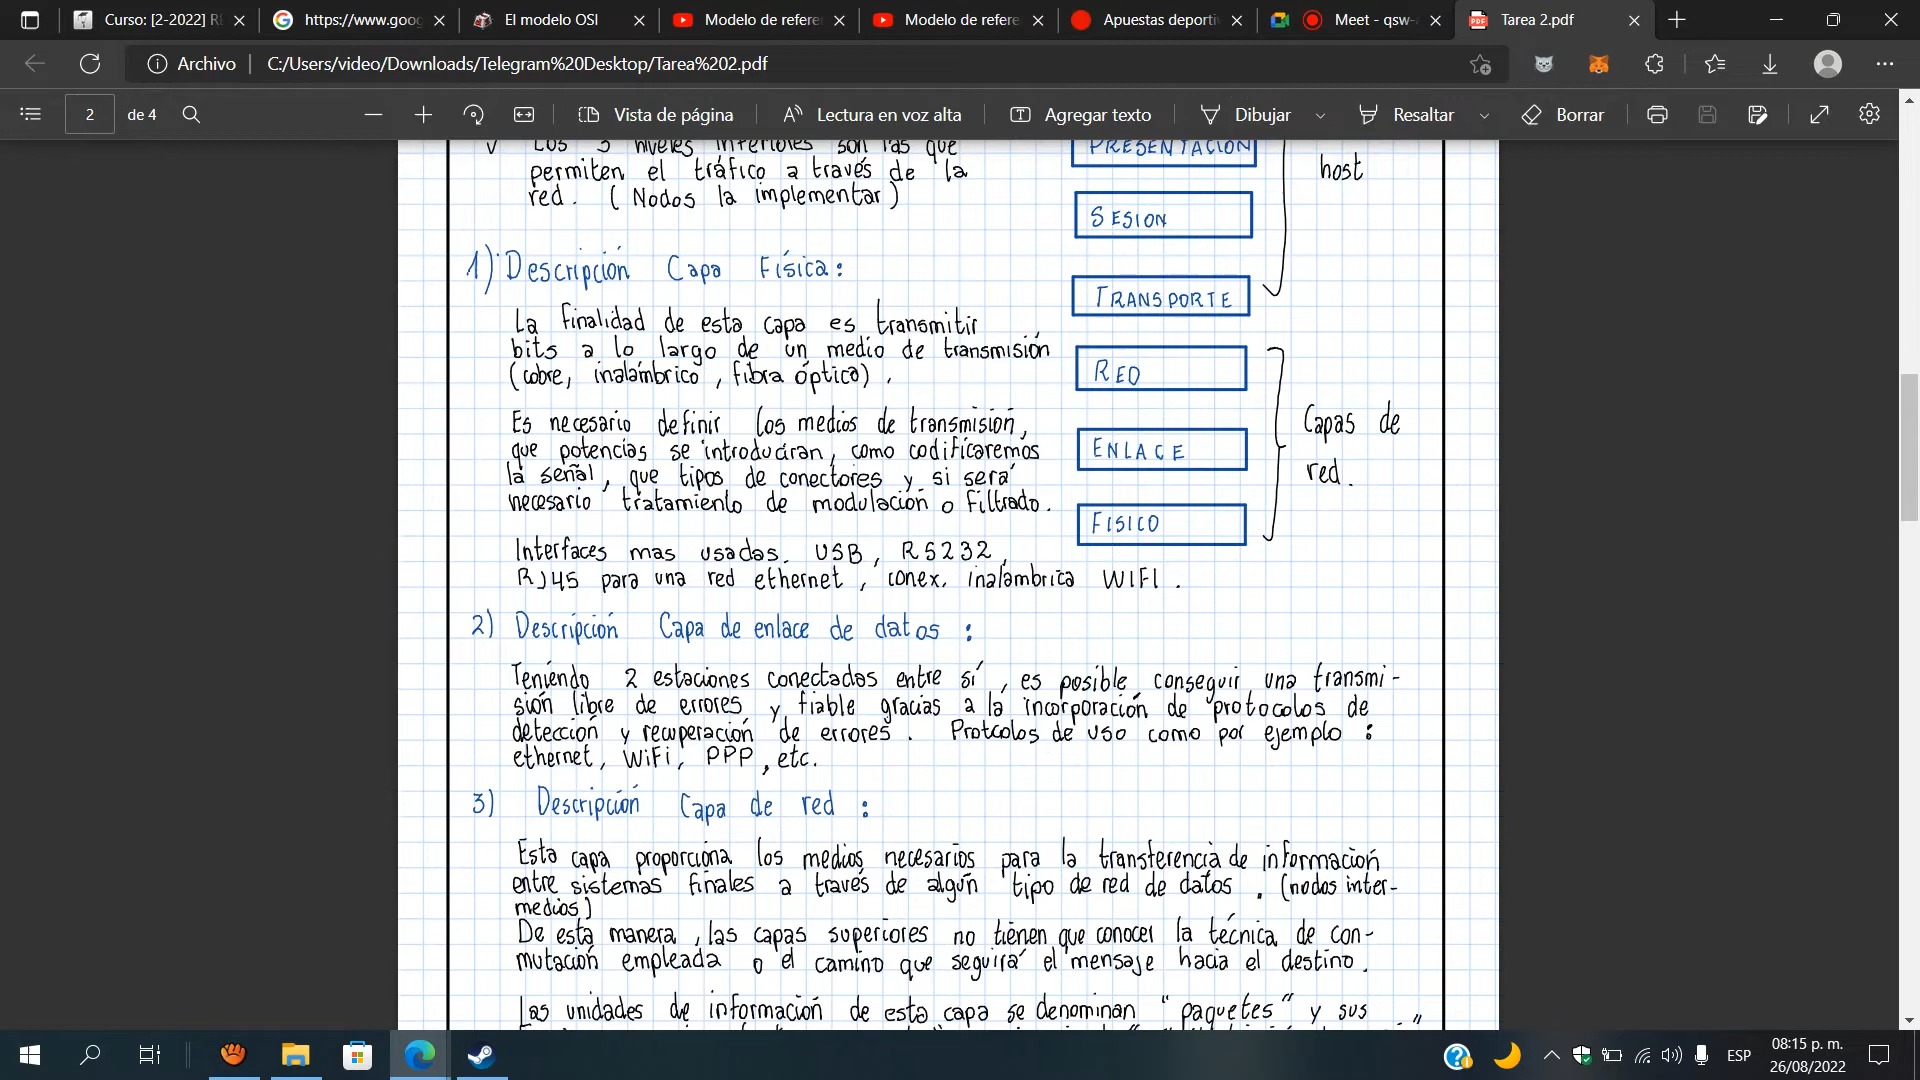 Curso: [2-2022] R
https://www.goog
El modelo OSI
Modelo de refere
Modelo de refere
Apuestas deporti
Meet - qsw-
Tarea 2.pdf
Archivo
C:/Users/video/Downloads/Telegram%20Desktop/Tarea%202.pdf
2
de 4
Vista de página
Lectura en voz alta
Agregar texto
Dibujar
Resaltar
Borrar
Los 3 niveles inferiores son las que
permiten el tráfico a través de la
red. ( Nodos la implementar )
PRESENTACION
host
SESION
TRANSPORTE
RED
ENLACE
FISICO
Capas de
red.
1) Descripción Capa Física:
La finalidad de esta capa es transmitir
bits a lo largo de un medio de transmisión
(cobre, inalámbrico, fibra óptica).
Es necesario definir los medios de transmisión,
que potencias se introduciran, como codificaremos
la señal, que tipos de conectores y si será
necesario tratamiento de modulación o filtrado.
Interfaces mas usadas. USB, RS232,
RJ45 para una red ethernet, conex. inalámbrica WIFI.
2) Descripción Capa de enlace de datos :
Teniendo 2 estaciones conectadas entre sí, es posible conseguir una transmi-
sión libre de errores y fiable gracias a la incorporación de protocolos de
detección y recuperación de errores. Protcolos de uso como por ejemplo :
ethernet, WiFi, PPP, etc.
3) Descripción Capa de red :
Esta capa proporciona los medios necesarios para la transferencia de información
entre sistemas finales a través de algún tipo de red de datos. (nodos inter-
medios)
De esta manera, las capas superiores no tienen que conocer la técnica de con-
mutación empleada o el camino que seguirá el mensaje hacia el destino.
Las unidades de información de esta capa se denominan "paquetes" y sus
ESP
08:15 p. m.
26/08/2022